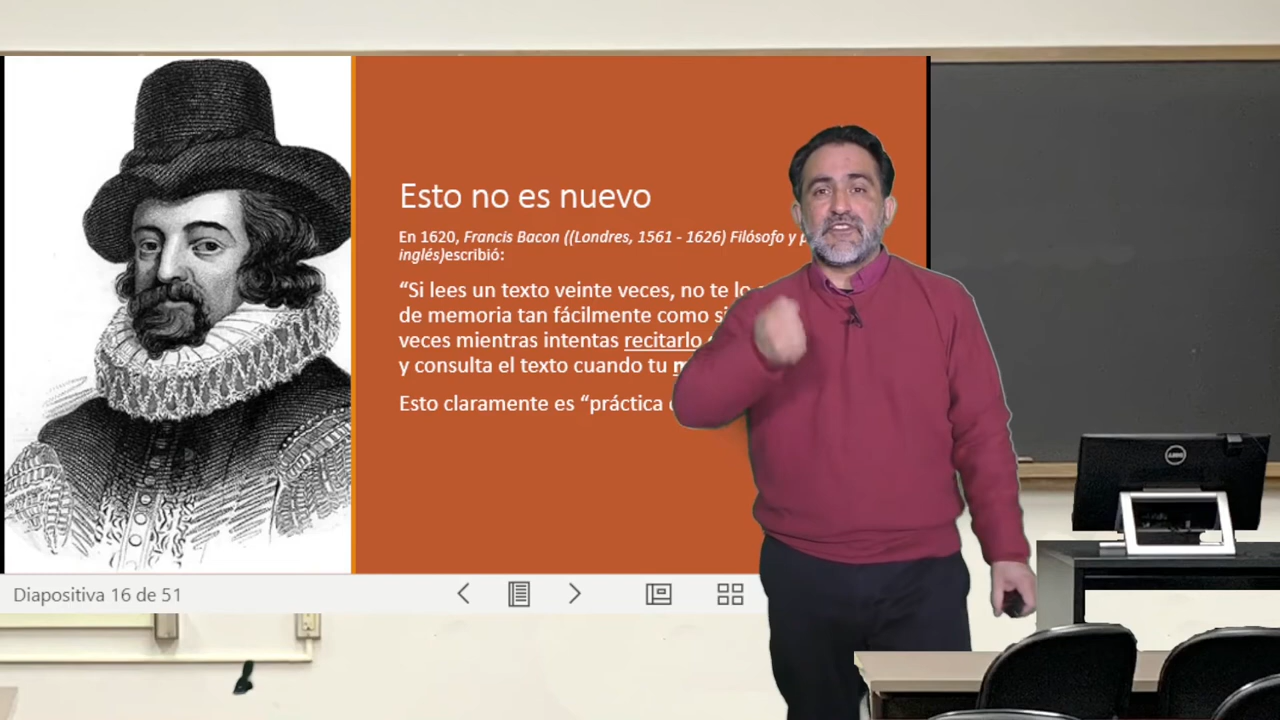 Esto no es nuevo
En 1620, Francis Bacon ((Londres, 1561 - 1626) Filósofo y
inglés)escribió:
“Si lees un texto veinte veces, no te lo
de memoria tan fácilmente como si
veces mientras intentas recitarlo
y consulta el texto cuando tu
Esto claramente es “práctica
Diapositiva 16 de 51
DELL